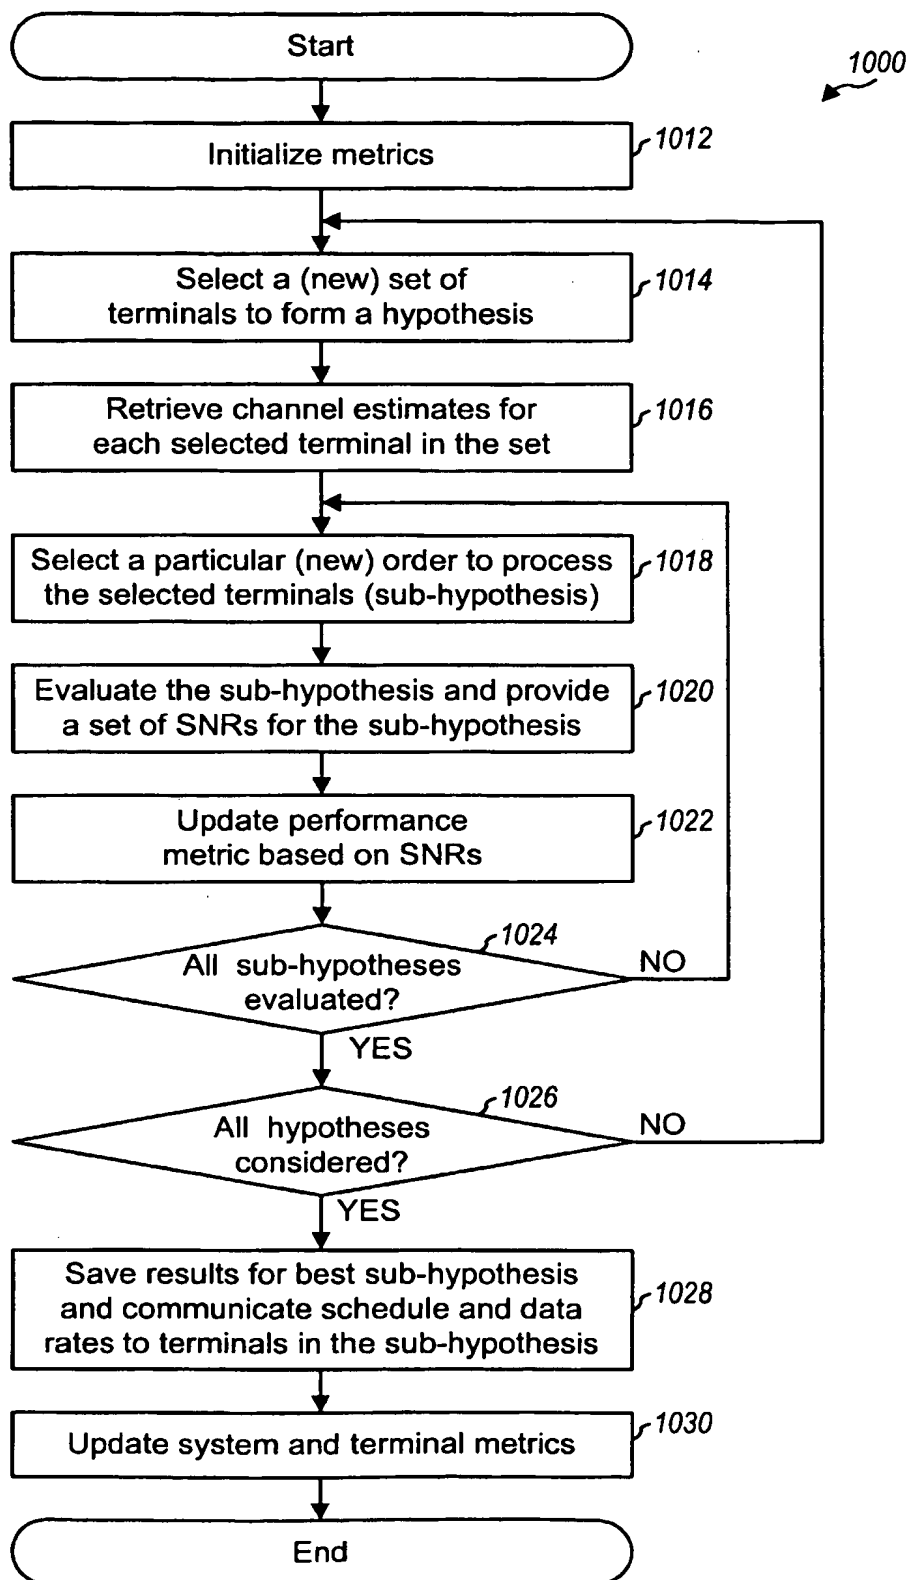 Start
1000
Initialize metrics
1012
Select a (new) set of
terminals to form a hypothesis
1014
Retrieve channel estimates for
each selected terminal in the set
1016
Select a particular (new) order to process
the selected terminals (sub-hypothesis)
1018
Evaluate the sub-hypothesis and provide
a set of SNRs for the sub-hypothesis
1020
Update performance
metric based on SNRs
1022
All sub-hypotheses
evaluated?
1024
NO
YES
All hypotheses
considered?
1026
NO
YES
Save results for best sub-hypothesis
and communicate schedule and data
rates to terminals in the sub-hypothesis
1028
Update system and terminal metrics
1030
End